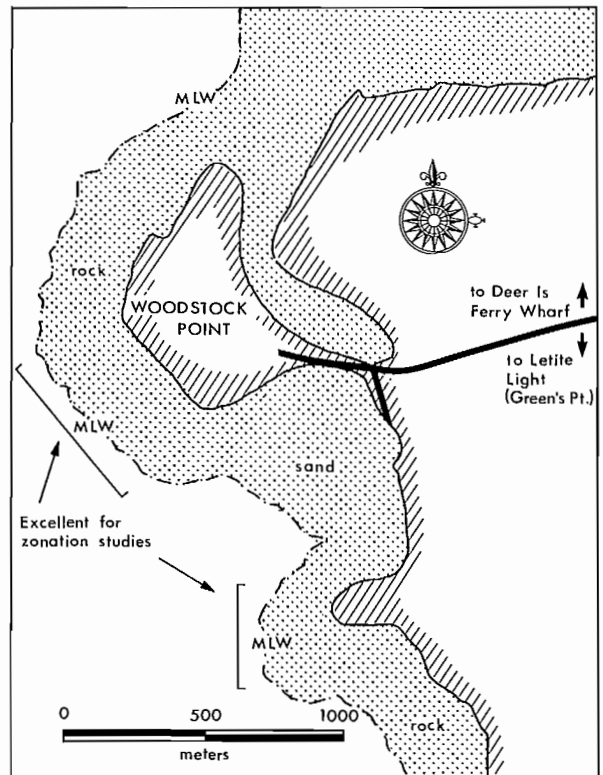 MLW
rock
WOODSTOCK
POINT
to Deer Is
Ferry Wharf
to Letite
Light
(Green's Pt.)
MLW
sand
Excellent for
zonation studies
MLW
rock
0 500 1000
meters